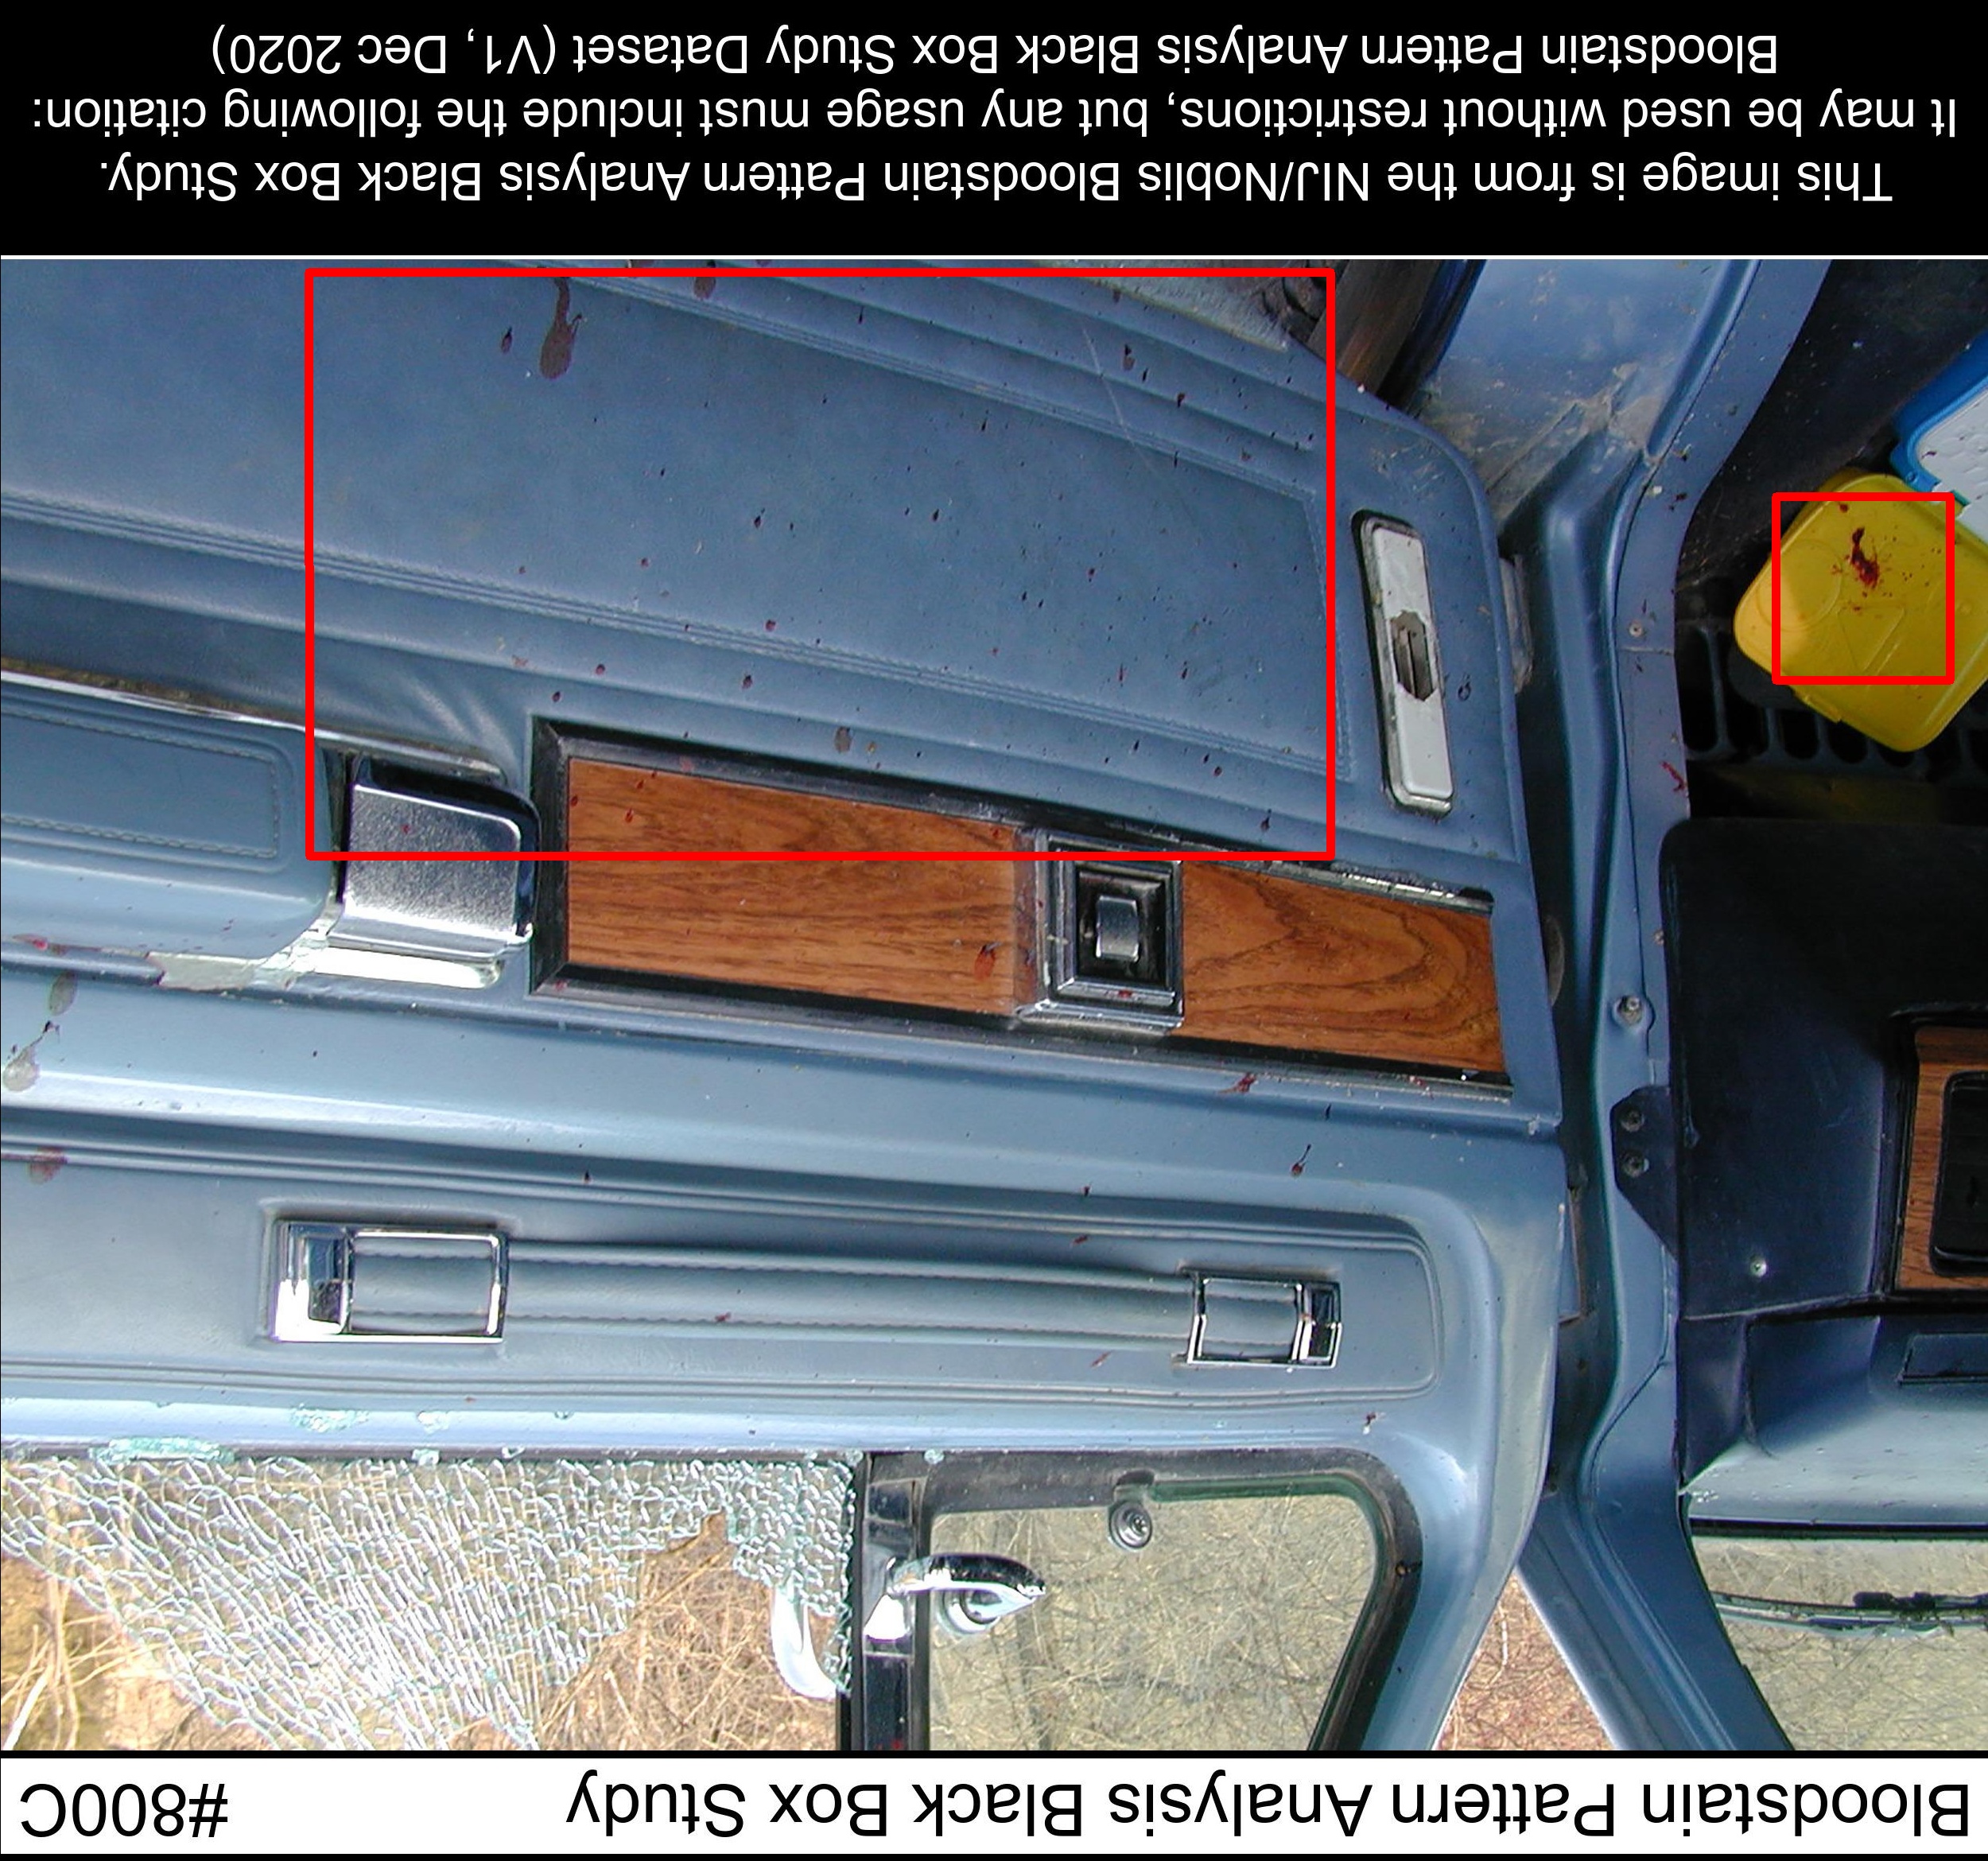 Bloodstain Pattern Analysis Black Box Study #800C
This image is from the NIJ/Noblis Bloodstain Pattern Analysis Black Box Study.
It may be used without restrictions, but any usage must include the following citation:
Bloodstain Pattern Analysis Black Box Study Dataset (V1, Dec 2020)